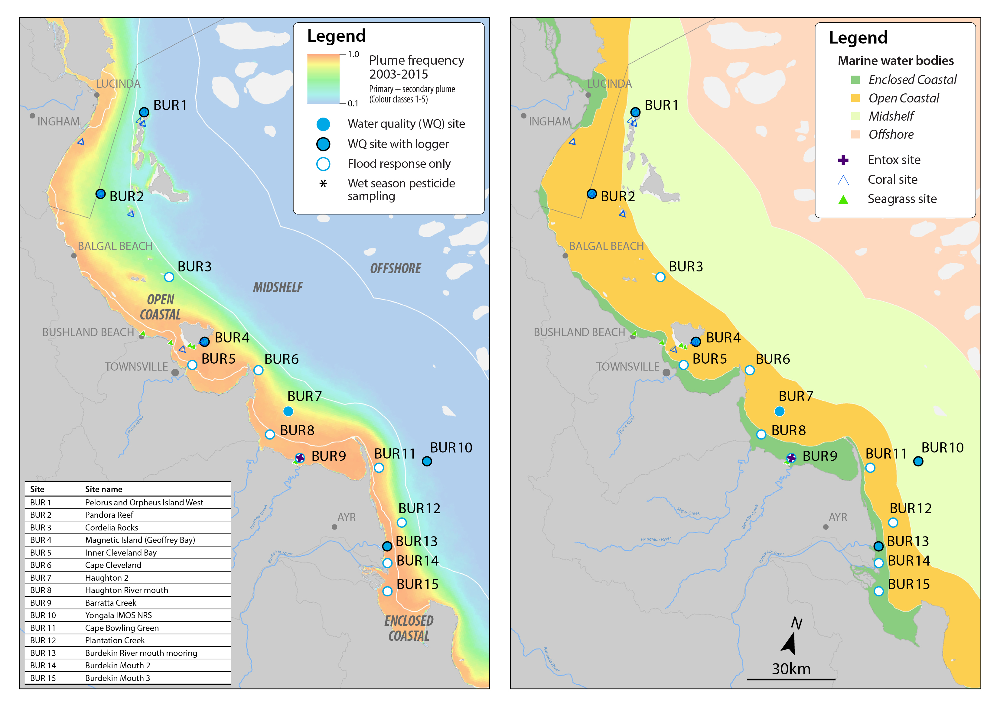 Legend
1.0
Plume frequency
2003-2015
Primary + secondary plume
(Colour classes 1-5)
0.1
Water quality (WQ) site
WQ site with logger
Flood response only
* Wet season pesticide
sampling
LUCINDA
BUR1
INGHAM
BUR2
BALGAL BEACH
BUR3
OFFSHORE
MIDSHELF
OPEN
COASTAL
BUSHLAND BEACH
BUR4
BUR5
BUR6
TOWNSVILLE
BUR7
Ross River
BUR8
BUR10
BUR11
BUR9
BUR12
AYR
Barratta Creek
BUR13
Burdekin River
BUR14
BUR15
ENCLOSED
COASTAL
Site Site name
BUR 1 Pelorus and Orpheus Island West
BUR 2 Pandora Reef
BUR 3 Cordelia Rocks
BUR 4 Magnetic Island (Geoffrey Bay)
BUR 5 Inner Cleveland Bay
BUR 6 Cape Cleveland
BUR 7 Haughton 2
BUR 8 Haughton River mouth
BUR 9 Barratta Creek
BUR 10 Yongala IMOS NRS
BUR 11 Cape Bowling Green
BUR 12 Plantation Creek
BUR 13 Burdekin River mouth mooring
BUR 14 Burdekin Mouth 2
BUR 15 Burdekin Mouth 3
Legend
Marine water bodies
Enclosed Coastal
Open Coastal
Midshelf
Offshore
Entox site
Coral site
Seagrass site
LUCINDA
BUR1
INGHAM
BUR2
BALGAL BEACH
BUR3
BUSHLAND BEACH
BUR4
BUR5
BUR6
TOWNSVILLE
BUR7
Ross River
BUR8
BUR10
BUR11
BUR9
Major Creek
Barratta Creek
BUR12
AYR
Haughton River
BUR13
Burdekin River
BUR14
BUR15
Burdekin River
N
30km